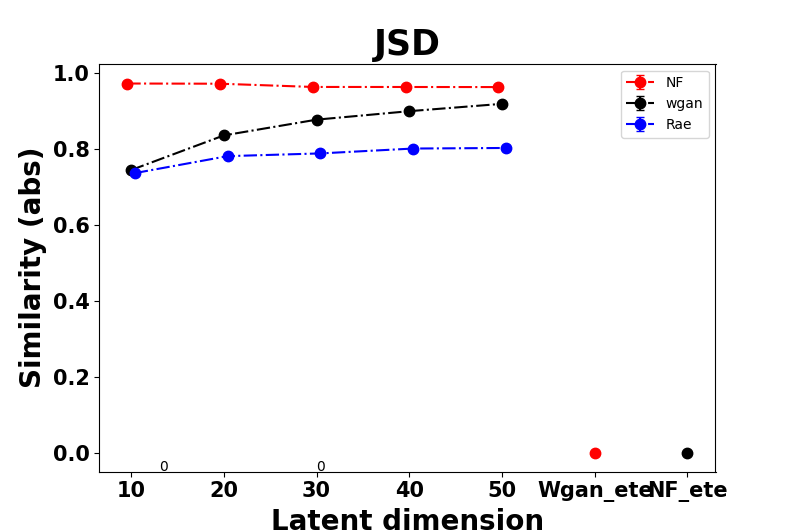 JSD
Similarity (abs)
1.0
0.8
0.6
0.4
0.2
0.0
NF
wgan
Rae
0
0
10
20
30
40
50
Wgan_ete
NF_ete
Latent dimension